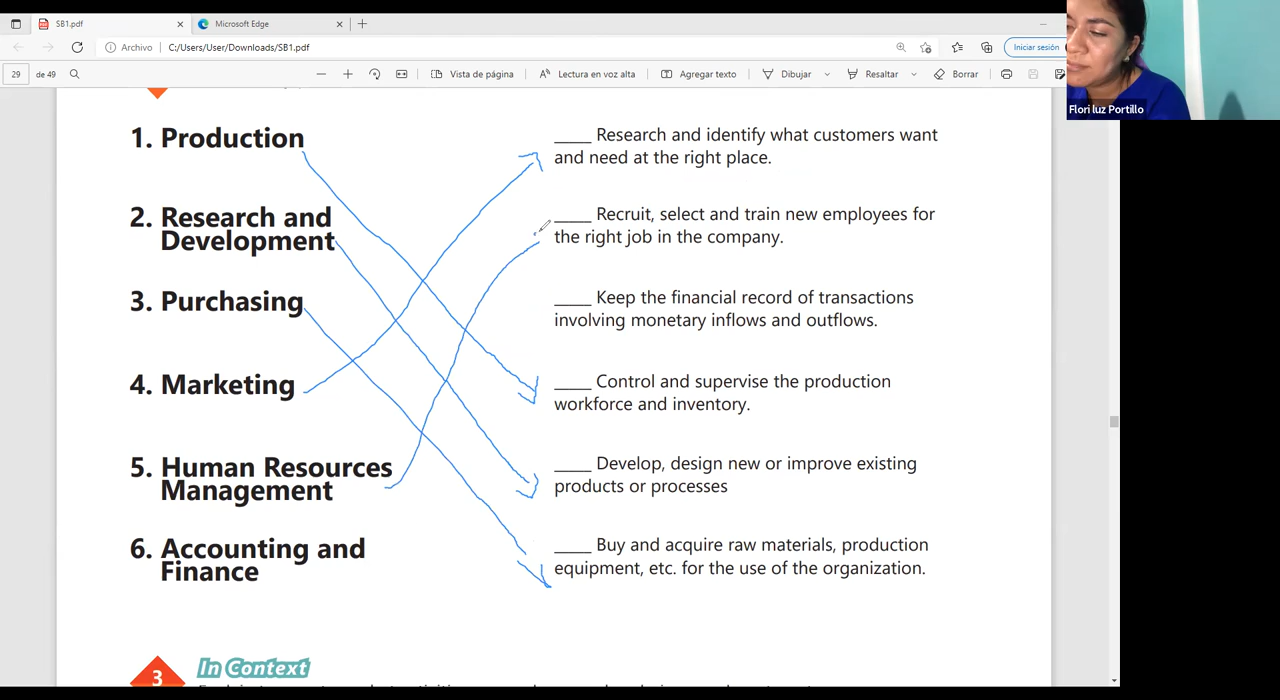 SB1.pdf
Microsoft Edge
Archivo
C:/Users/User/Downloads/SB1.pdf
Iniciar sesión
29
de 49
Vista de página
Lectura en voz alta
Agregar texto
Dibujar
Resaltar
Borrar
Flori luz Portillo
1. Production
2. Research and
Development
3. Purchasing
4. Marketing
5. Human Resources
Management
6. Accounting and
Finance
____ Research and identify what customers want
and need at the right place.
____ Recruit, select and train new employees for
the right job in the company.
____ Keep the financial record of transactions
involving monetary inflows and outflows.
____ Control and supervise the production
workforce and inventory.
____ Develop, design new or improve existing
products or processes
____ Buy and acquire raw materials, production
equipment, etc. for the use of the organization.
3
In Context